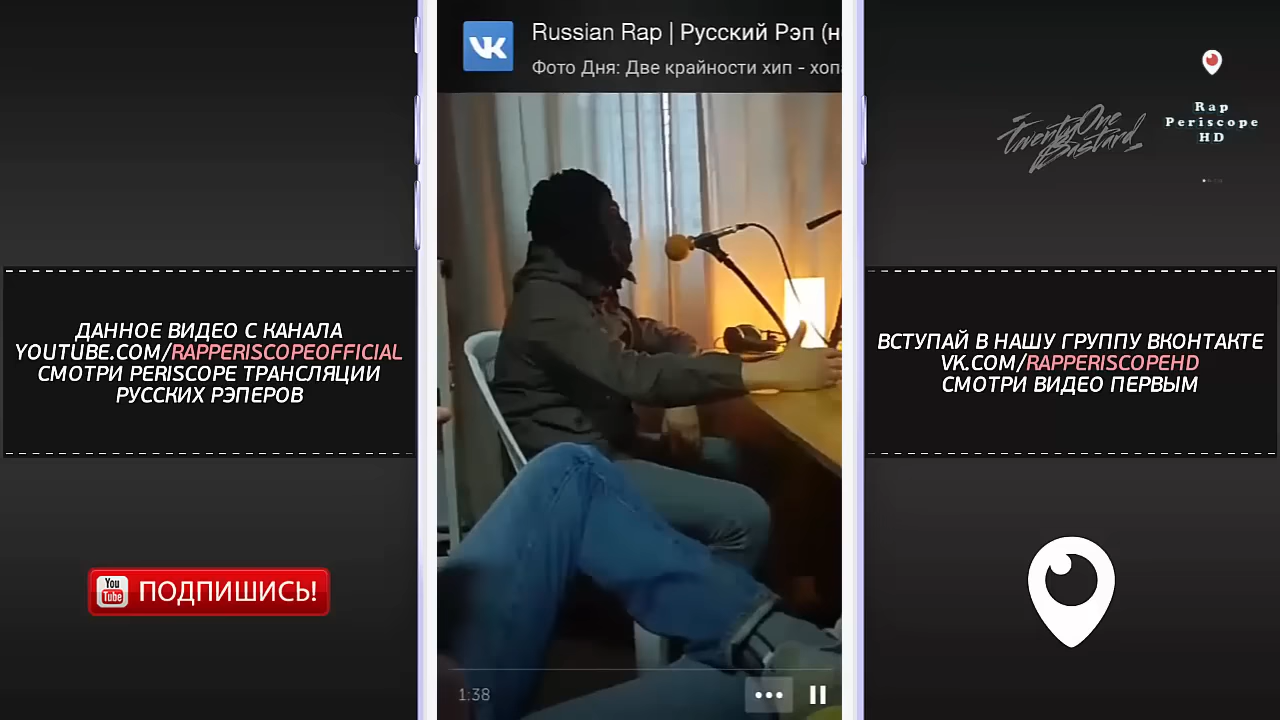 VK
Russian Rap | Русский Рэп (н
Фото Дня: Две крайности хип - хоп
TwentyOne
Bastard
Rap
Periscope
HD
ДАННОЕ ВИДЕО С КАНАЛА
YOUTUBE.COM/RAPPERISCOPEOFFICIAL
СМОТРИ PERISCOPE ТРАНСЛЯЦИИ
РУССКИХ РЭПЕРОВ
ВСТУПАЙ В НАШУ ГРУППУ ВКОНТАКТЕ
VK.COM/RAPPERISCOPEHD
СМОТРИ ВИДЕО ПЕРВЫМ
You
Tube
ПОДПИШИСЬ!
1:38